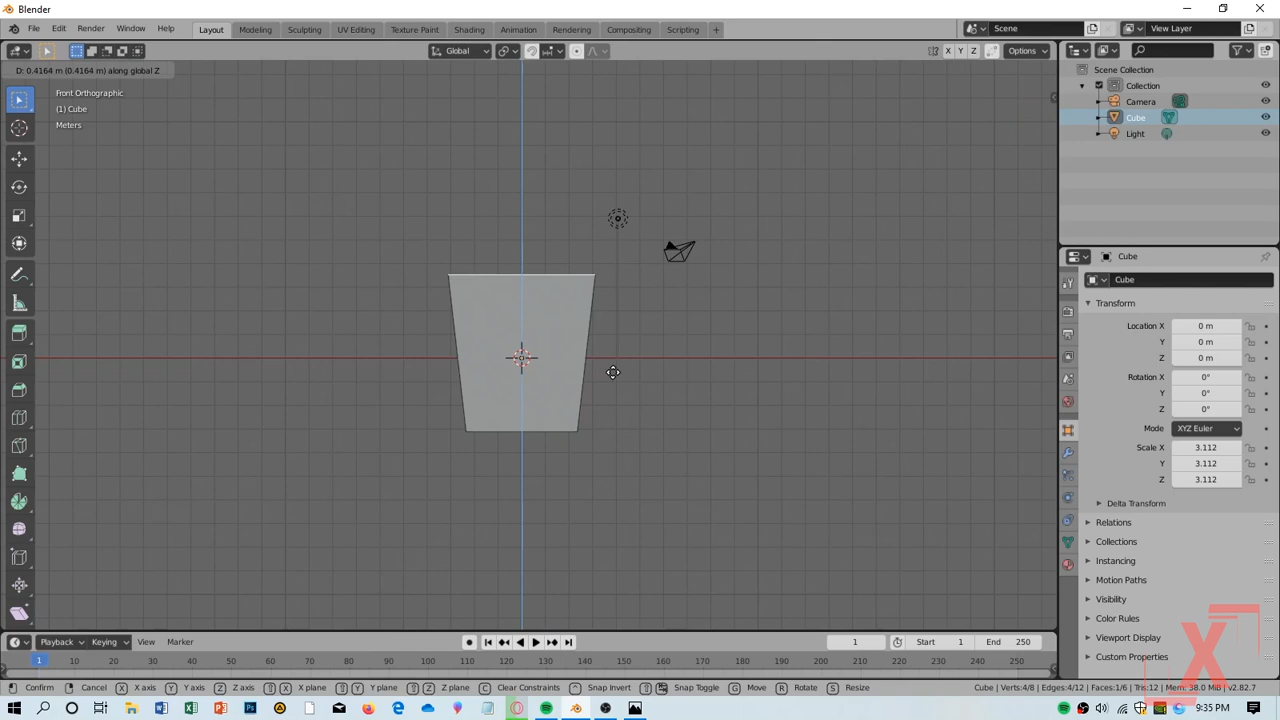 Blender
File Edit Render Window Help
Layout Modeling Sculpting UV Editing Texture Paint Shading Animation Rendering Compositing Scripting +
Scene
View Layer
Global
X Y Z
Options
D: 0.4164 m (0.4164 m) along global Z
Front Orthographic
(1) Cube
Meters
Scene Collection
Collection
Camera
Cube
Light
Cube
Cube
Transform
Location X 0 m
Y 0 m
Z 0 m
Rotation X 0°
Y 0°
Z 0°
Mode XYZ Euler
Scale X 3.112
Y 3.112
Z 3.112
Delta Transform
Relations
Collections
Instancing
Motion Paths
Visibility
Color Rules
Viewport Display
Custom Properties
X
Playback Keying View Marker
1 Start 1 End 250
1 10 20 30 40 50 60 70 80 90 100 110 120 130 140 150 160 170 180 190 200 210 220 230 240 250
Confirm Cancel X X axis Y Y axis Z Z axis X X plane Y Y plane Z Z plane C Clear Constraints Snap Invert Snap Toggle G Move R Rotate S Resize
Cube | Verts:4/8 | Edges:4/12 | Faces:1/6 | Tris:12 | Mem: 38.0 MiB | v2.82.7
9:35 PM